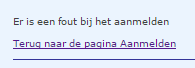 Er is een fout bij het aanmelden
Terug naar de pagina Aanmelden